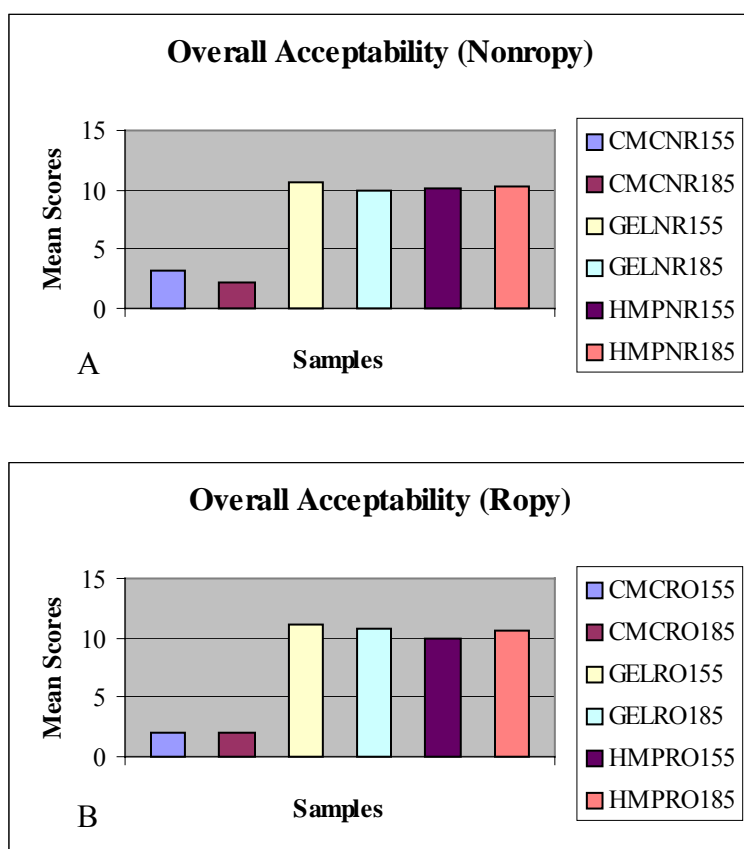 Overall Acceptability (Nonropy)
15
10
5
0
Mean Scores
Samples
A
CMCNR155
CMCNR185
GELNR155
GELNR185
HMPNR155
HMPNR185
Overall Acceptability (Ropy)
15
10
5
0
Mean Scores
Samples
B
CMCRO155
CMCRO185
GELRO155
GELRO185
HMPRO155
HMPRO185